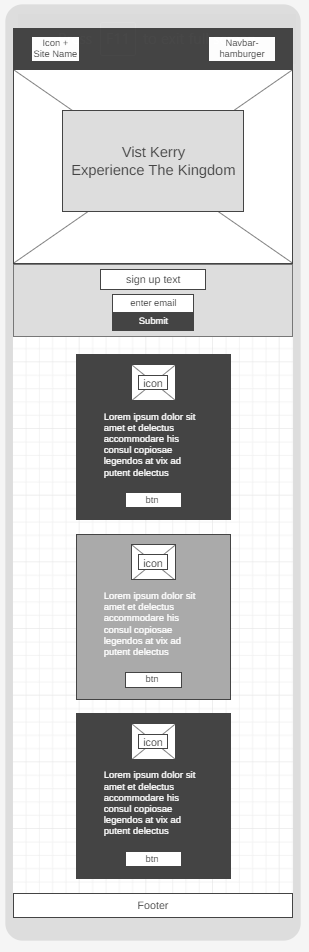 Icon +
Site Name
Navbar-
hamburger
Vist Kerry
Experience The Kingdom
sign up text
enter email
Submit
icon
Lorem ipsum dolor sit
amet et delectus
accommodare his
consul copiosae
legendos at vix ad
putent delectus
btn
icon
Lorem ipsum dolor sit
amet et delectus
accommodare his
consul copiosae
legendos at vix ad
putent delectus
btn
icon
Lorem ipsum dolor sit
amet et delectus
accommodare his
consul copiosae
legendos at vix ad
putent delectus
btn
Footer